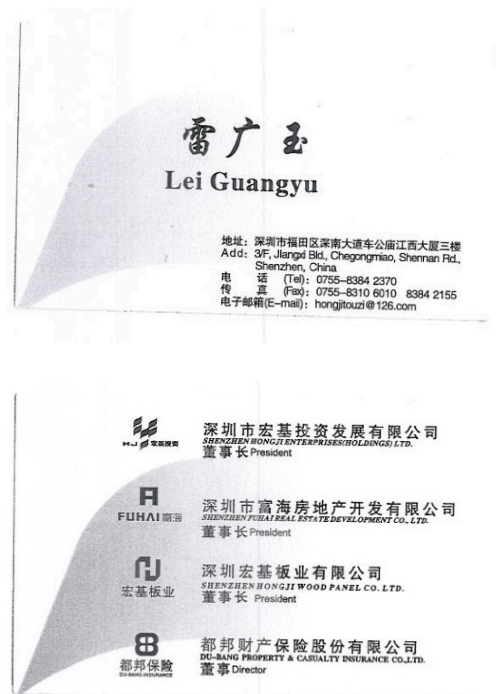 雷广玉
Lei Guangyu
地址：深圳市福田区深南大道车公庙江西大厦三楼
Add: 3/F, Jiangxi Bld., Chegongmiao, Shennan Rd.,
Shenzhen, China
电 话 (Tel): 0755-8384 2370
传 真 (Fax): 0755-8310 6010 8384 2155
电子邮箱(E-mail): hongjitouzi@126.com
HJ 宏基投资
深圳市宏基投资发展有限公司
SHENZHEN HONGJI ENTERPRISES(HOLDINGS) LTD.
董事长 President
FUHAI 富海
深圳市富海房地产开发有限公司
SHENZHEN FUHAI REAL ESTATE DEVELOPMENT CO., LTD.
董事长 President
宏基板业
深圳宏基板业有限公司
SHENZHEN HONGJI WOOD PANEL CO. LTD.
董事长 President
都邦保险
DU-BANG INSURANCE
都邦财产保险股份有限公司
DU-BANG PROPERTY & CASUALTY INSURANCE CO.,LTD.
董事 Director